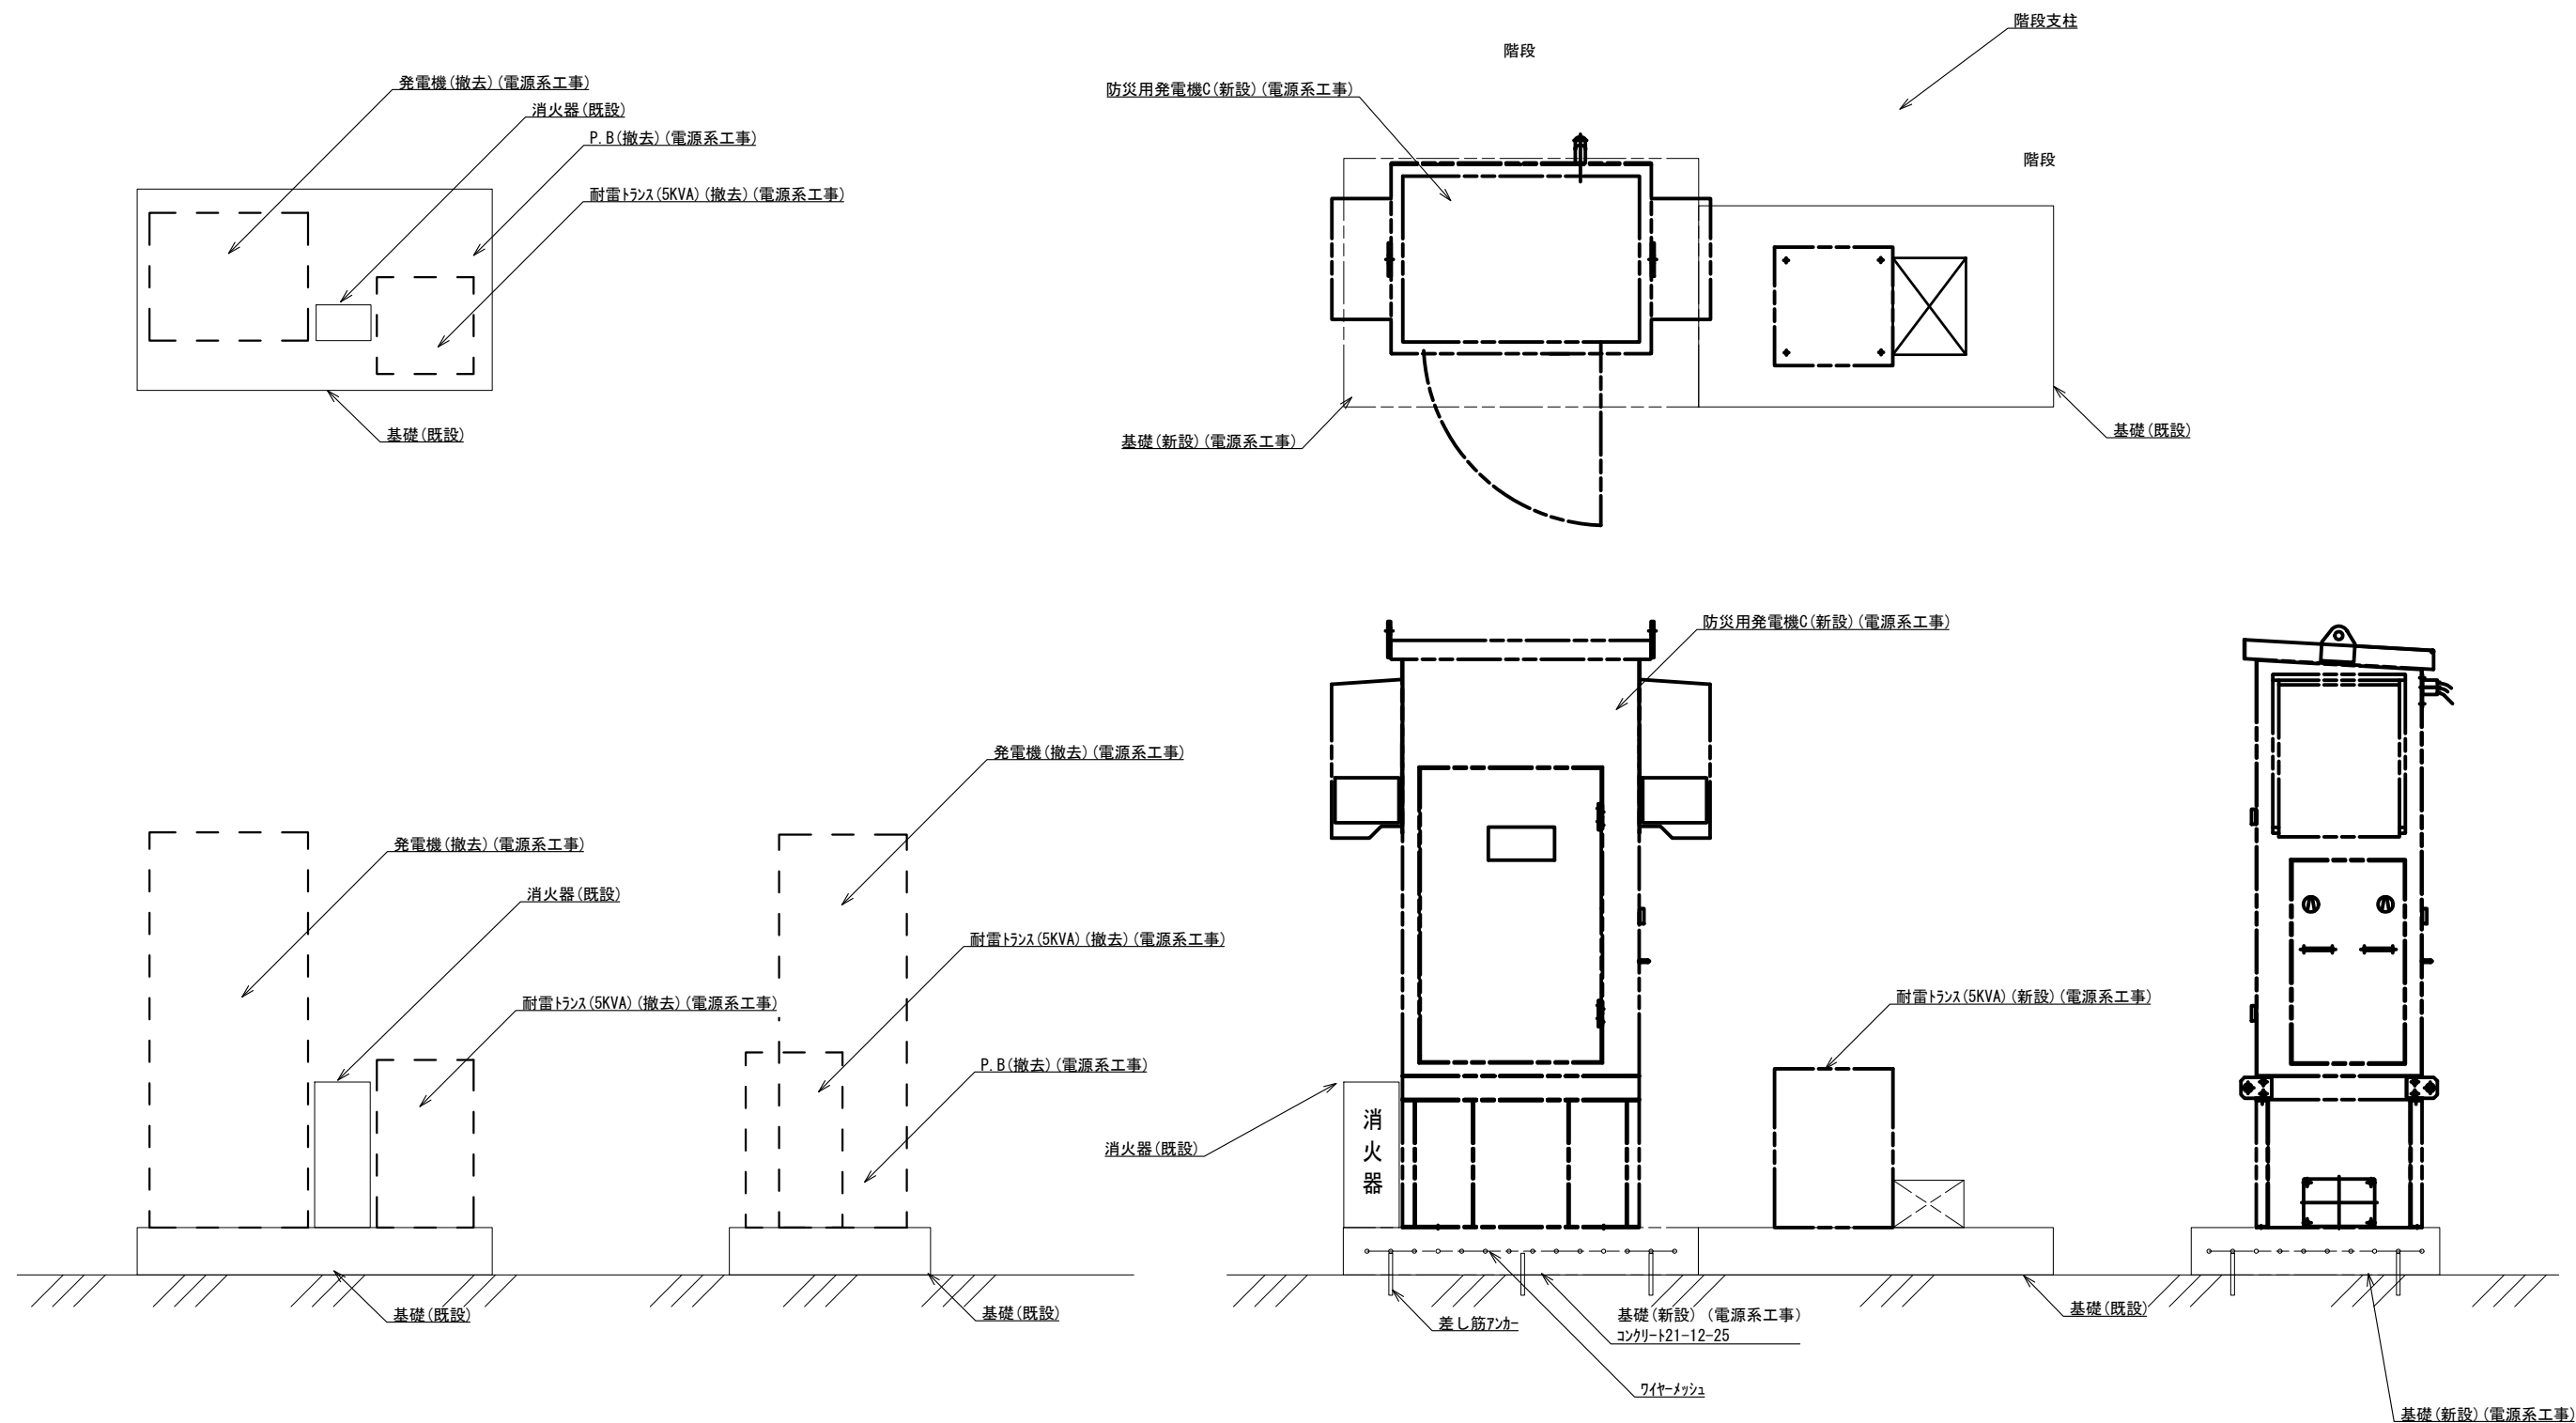 発電機(撤去)(電源系工事)
消火器(既設)
P.B(撤去)(電源系工事)
耐雷トランス(5KVA)(撤去)(電源系工事)
基礎(既設)
階段支柱
階段
防災用発電機C(新設)(電源系工事)
階段
基礎(新設)(電源系工事)
基礎(既設)
発電機(撤去)(電源系工事)
発電機(撤去)(電源系工事)
消火器(既設)
耐雷トランス(5KVA)(撤去)(電源系工事)
耐雷トランス(5KVA)(撤去)(電源系工事)
P.B(撤去)(電源系工事)
基礎(既設)
基礎(既設)
防災用発電機C(新設)(電源系工事)
耐雷トランス(5KVA)(新設)(電源系工事)
消火器(既設)
消
火
器
差し筋アンカー
基礎(新設)(電源系工事)
コンクリート21-12-25
ワイヤーメッシュ
基礎(既設)
基礎(新設)(電源系工事)